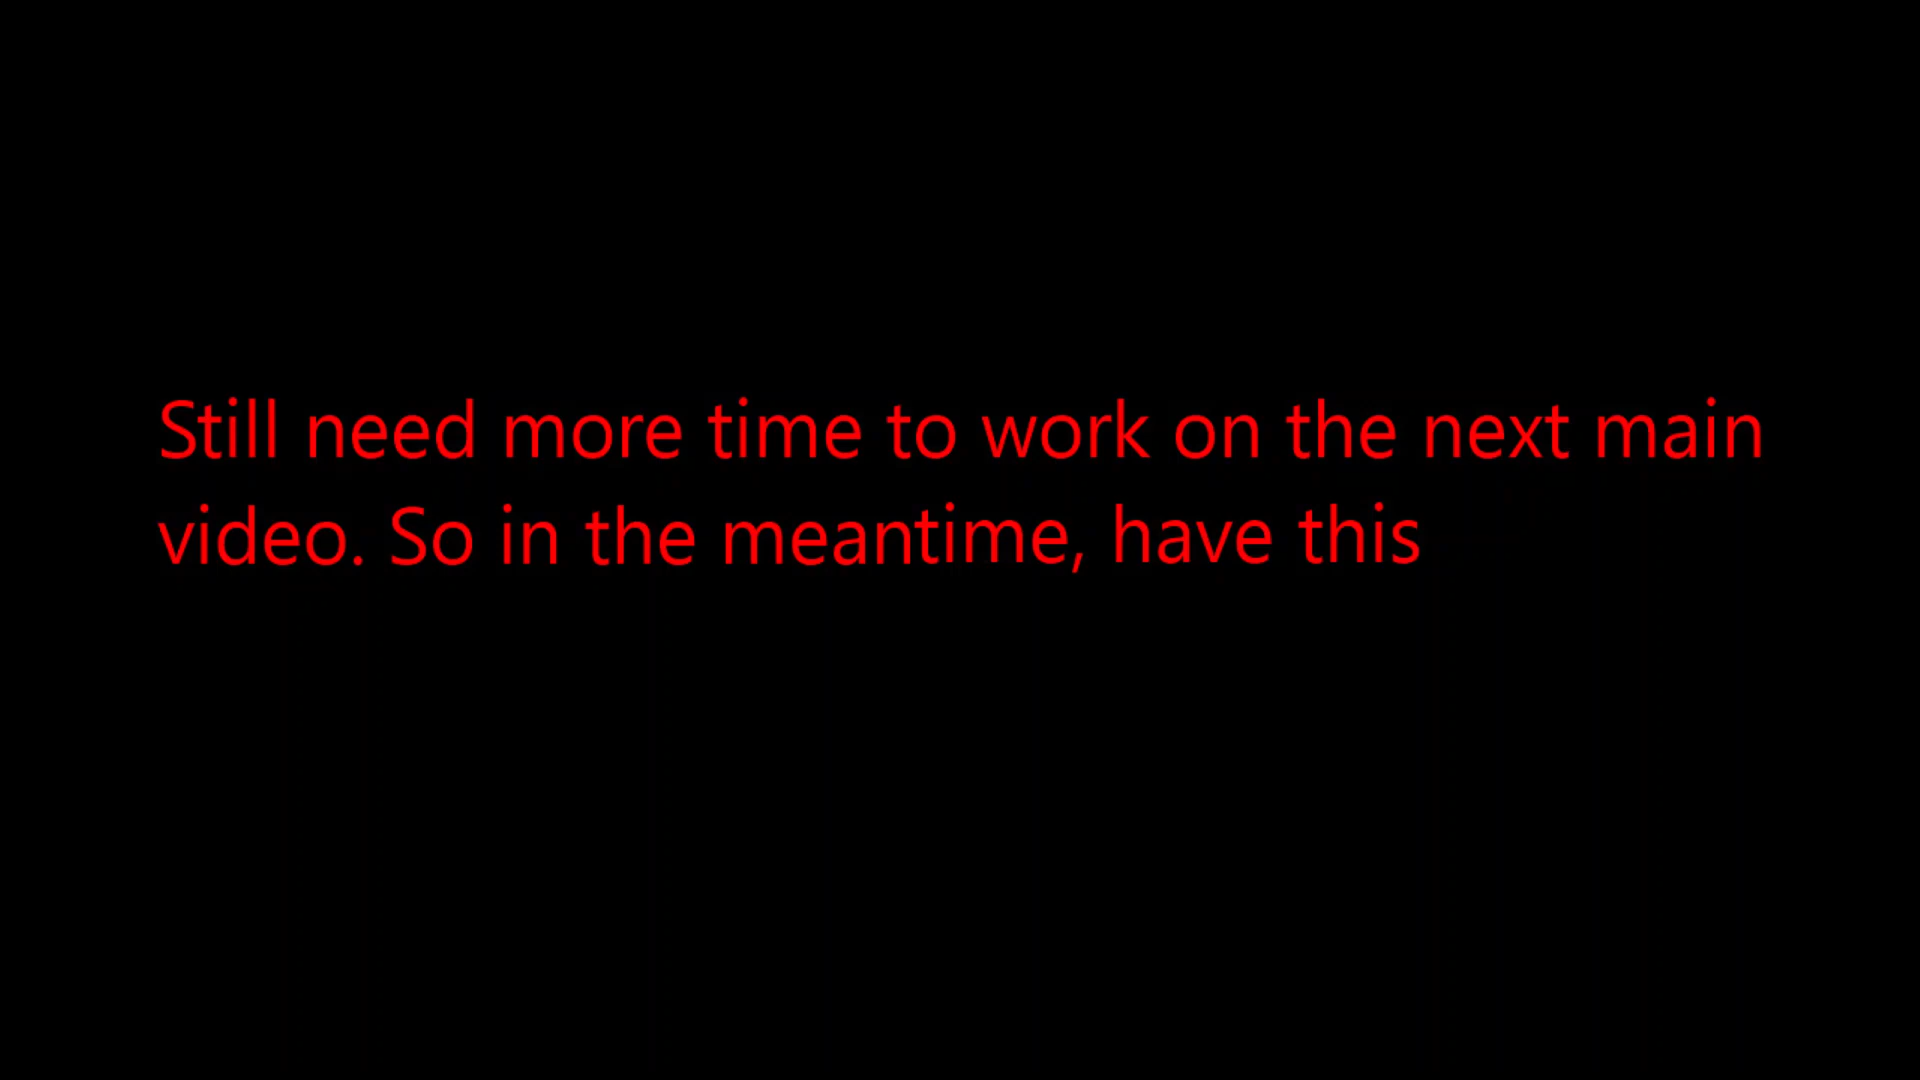 Still need more time to work on the next main
video. So in the meantime, have this